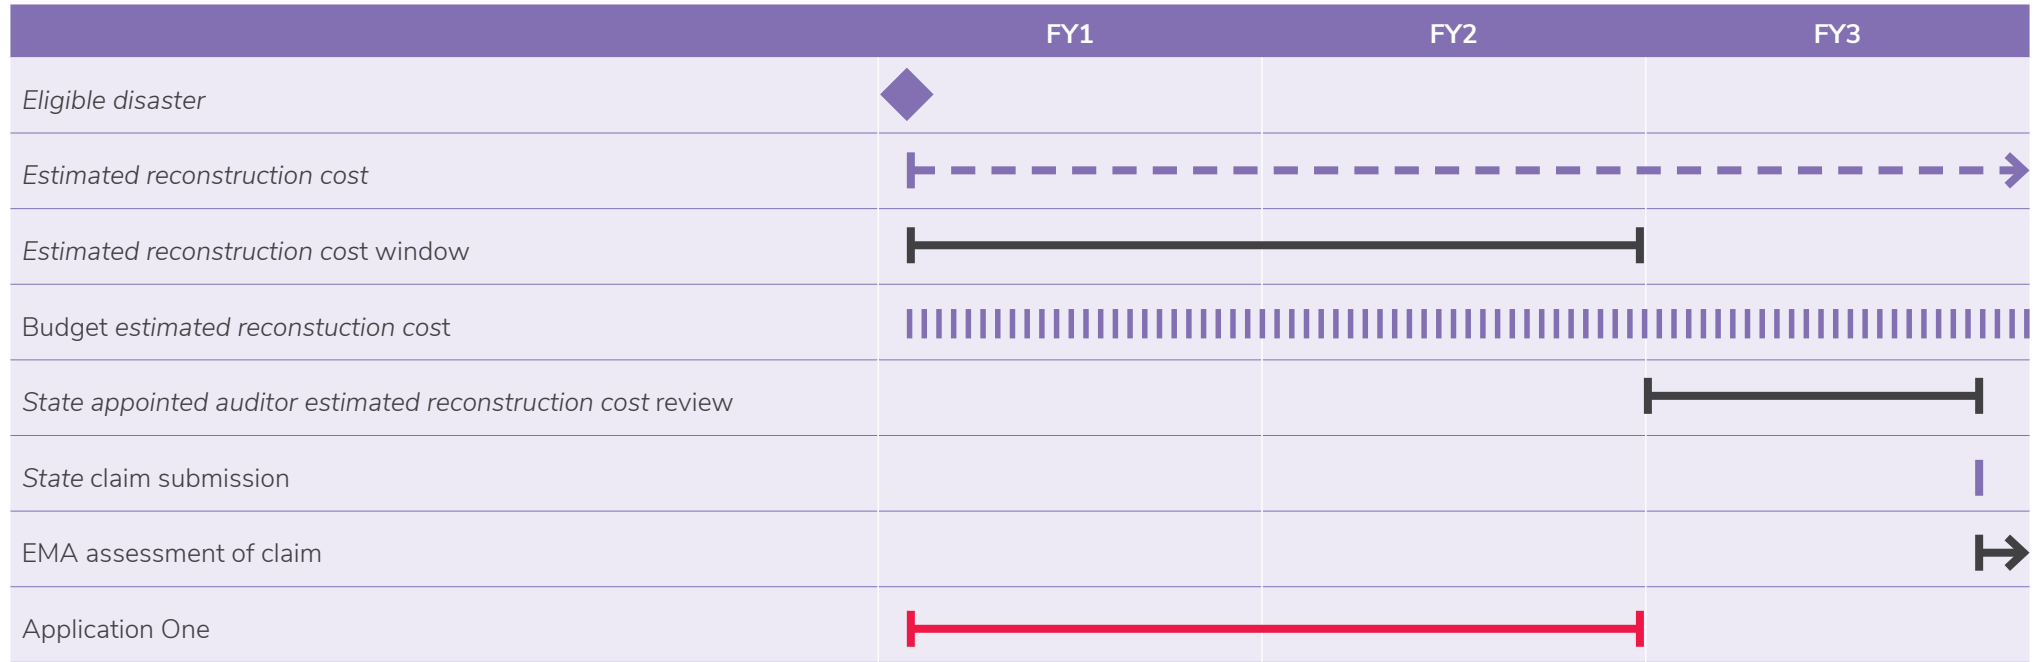 FY1 FY2 FY3
Eligible disaster
Estimated reconstruction cost
Estimated reconstruction cost window
Budget estimated reconstuction cost
State appointed auditor estimated reconstruction cost review
State claim submission
EMA assessment of claim
Application One